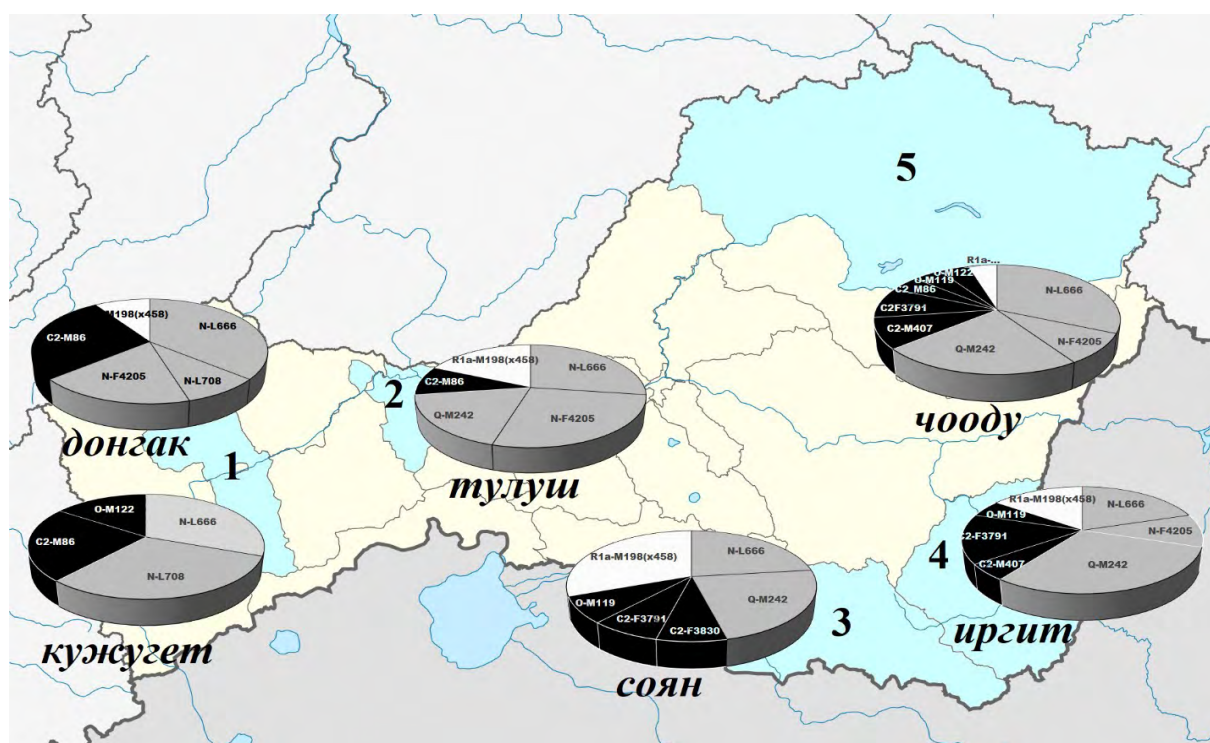 5
R1a-...
O-M122
O-M119
C2_M86
C2F3791
C2-M407
Q-M242
N-F4205
N-L666
чооду
M198(x458)
C2-M86
N-L666
N-F4205
N-L708
донгак
1
2
R1a-M198(x458)
C2-M86
N-L666
Q-M242
N-F4205
тулуш
O-M122
C2-M86
N-L666
N-L708
кужугет
R1a-M198(x458)
O-M119
C2-F3791
C2-F3830
N-L666
Q-M242
соян
3
4
R1a-M198(x458)
O-M119
C2-F3791
C2-M407
N-L666
N-F4205
Q-M242
иргит